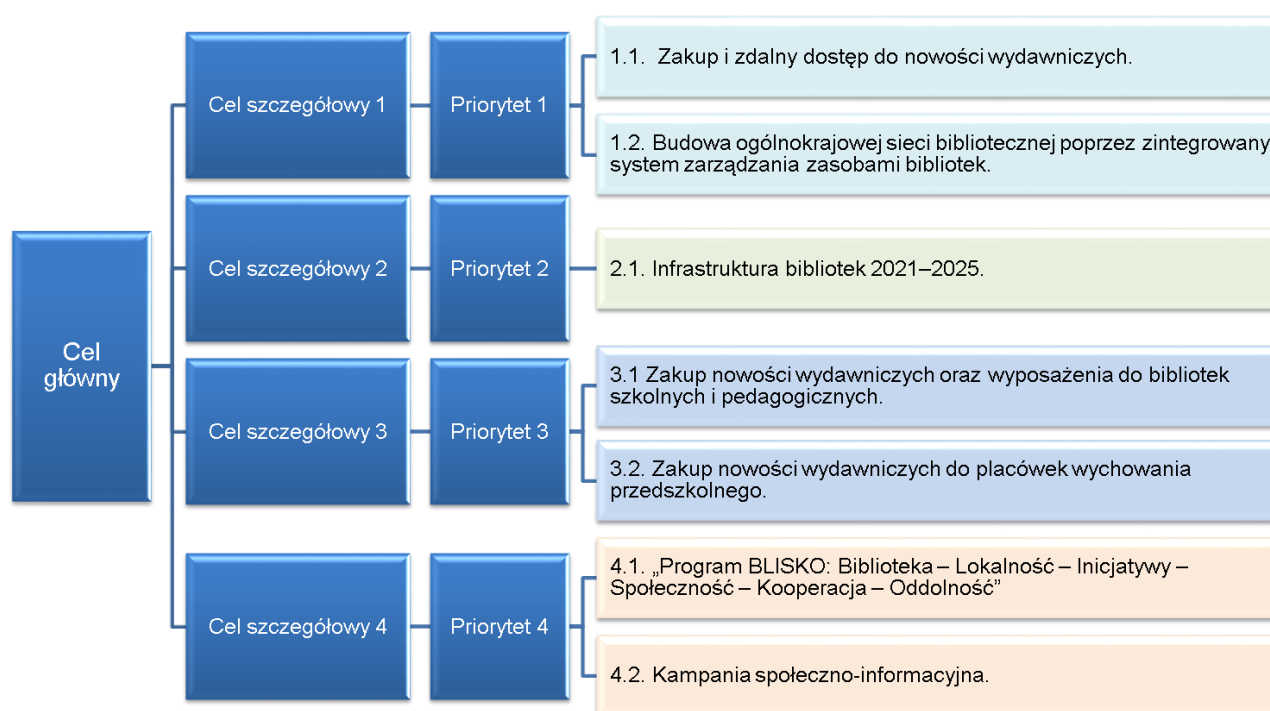 Cel
główny
Cel szczegółowy 1
Priorytet 1
1.1.  Zakup i zdalny dostęp do nowości wydawniczych.
1.2. Budowa ogólnokrajowej sieci bibliotecznej poprzez zintegrowany
system zarządzania zasobami bibliotek.
Cel szczegółowy 2
Priorytet 2
2.1. Infrastruktura bibliotek 2021–2025.
Cel szczegółowy 3
Priorytet 3
3.1 Zakup nowości wydawniczych oraz wyposażenia do bibliotek
szkolnych i pedagogicznych.
3.2. Zakup nowości wydawniczych do placówek wychowania
przedszkolnego.
Cel szczegółowy 4
Priorytet 4
4.1. „Program BLISKO: Biblioteka – Lokalność – Inicjatywy –
Społeczność – Kooperacja – Oddolność”
4.2. Kampania społeczno-informacyjna.